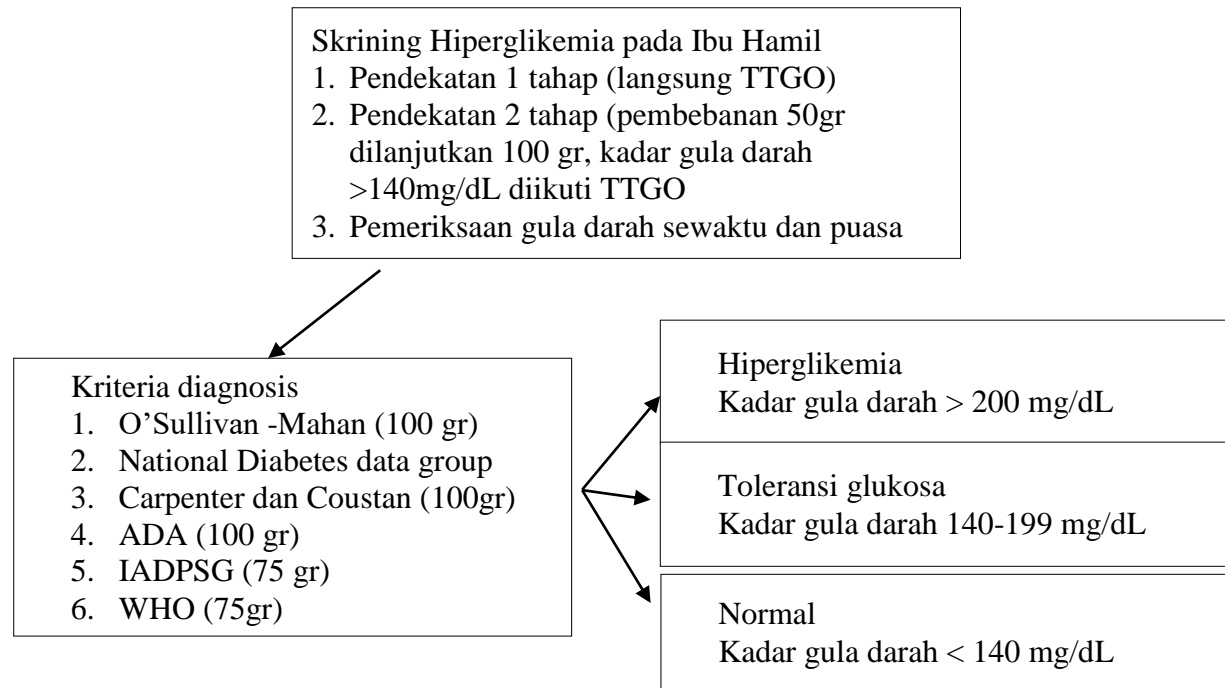 Skrining Hiperglikemia pada Ibu Hamil
1. Pendekatan 1 tahap (langsung TTGO)
2. Pendekatan 2 tahap (pembebanan 50gr
dilanjutkan 100 gr, kadar gula darah
>140mg/dL diikuti TTGO
3. Pemeriksaan gula darah sewaktu dan puasa
Kriteria diagnosis
1. O’Sullivan -Mahan (100 gr)
2. National Diabetes data group
3. Carpenter dan Coustan (100gr)
4. ADA (100 gr)
5. IADPSG (75 gr)
6. WHO (75gr)
Hiperglikemia
Kadar gula darah > 200 mg/dL
Toleransi glukosa
Kadar gula darah 140-199 mg/dL
Normal
Kadar gula darah < 140 mg/dL